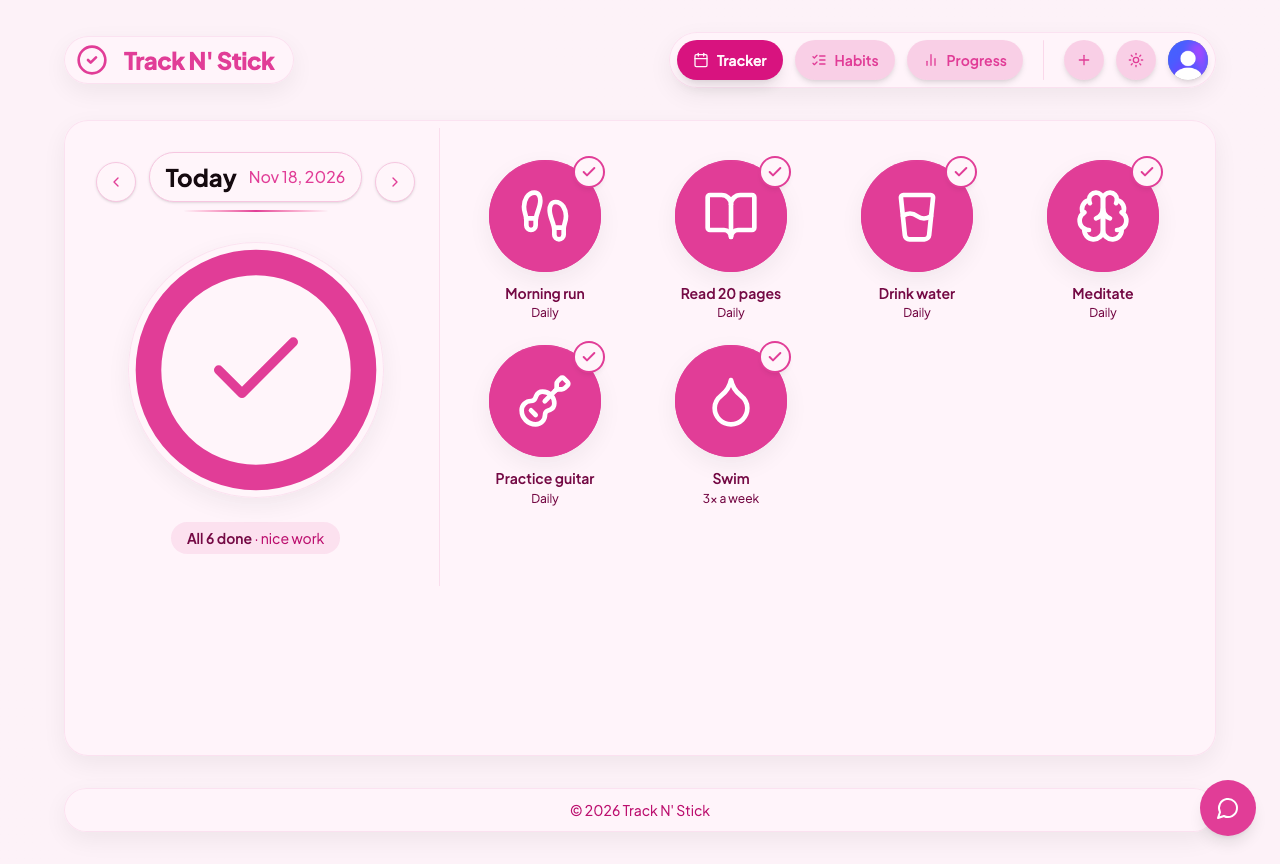 Track N' Stick
Tracker
Habits
Progress
Today Nov 18, 2026
All 6 done · nice work
Morning run
Daily
Read 20 pages
Daily
Drink water
Daily
Meditate
Daily
Practice guitar
Daily
Swim
3× a week
© 2026 Track N' Stick